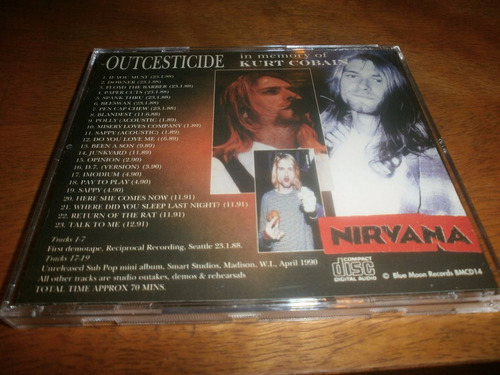 OUTCESTICIDE in memory of
KURT COBAIN
1. IF YOU MUST (23.1.88)
2. DOWNER (23.1.88)
3. FLOYD THE BARBER (23.1.88)
4. PAPER CUTS (23.1.88)
5. SPANK THRU (23.1.88)
6. BEESWAX (23.1.88)
7. PEN CAP CHEW (23.1.88)
8. BLANDEST (11.6.88)
9. POLLY (ACOUSTIC) (1.89)
10. MISERY LOVES COMPANY (1.89)
11. SAPPY (ACOUSTIC) (1.89)
12. DO YOU LOVE ME (6.89)
13. BEEN A SON (9.89)
14. JUNKYARD (11.89)
15. OPINION (2.90)
16. D.7. (VERSION) (3.90)
17. IMODIUM (4.90)
18. PAY TO PLAY (4.90)
19. SAPPY (4.90)
20. HERE SHE COMES NOW (11.91)
21. WHERE DID YOU SLEEP LAST NIGHT? (11.91)
22. RETURN OF THE RAT (11.91)
23. TALK TO ME (12.91)
Tracks 1-7
First demotape, Reciprocal Recording, Seattle 23.1.88.
Tracks 17-19
Unreleased Sub Pop mini album, Smart Studios, Madison, W.I., April 1990
All other tracks are studio outakes, demos & rehearsals
TOTAL TIME APPROX 70 MINS.
NIRVANA
COMPACT
disc
DIGITAL AUDIO
© Blue Moon Records BMCD14